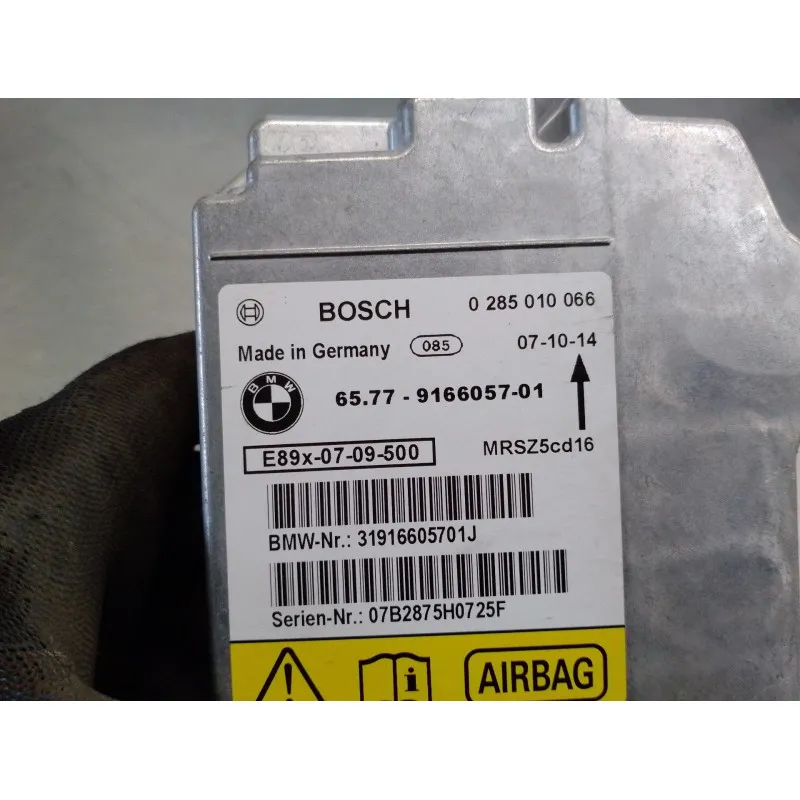 BOSCH 0 285 010 066
Made in Germany 085 07-10-14
BMW 65.77 - 9166057-01
E89x-07-09-500 MRSZ5cd16
BMW-Nr.: 31916605701J
Serien-Nr.: 07B2875H0725F
! i AIRBAG